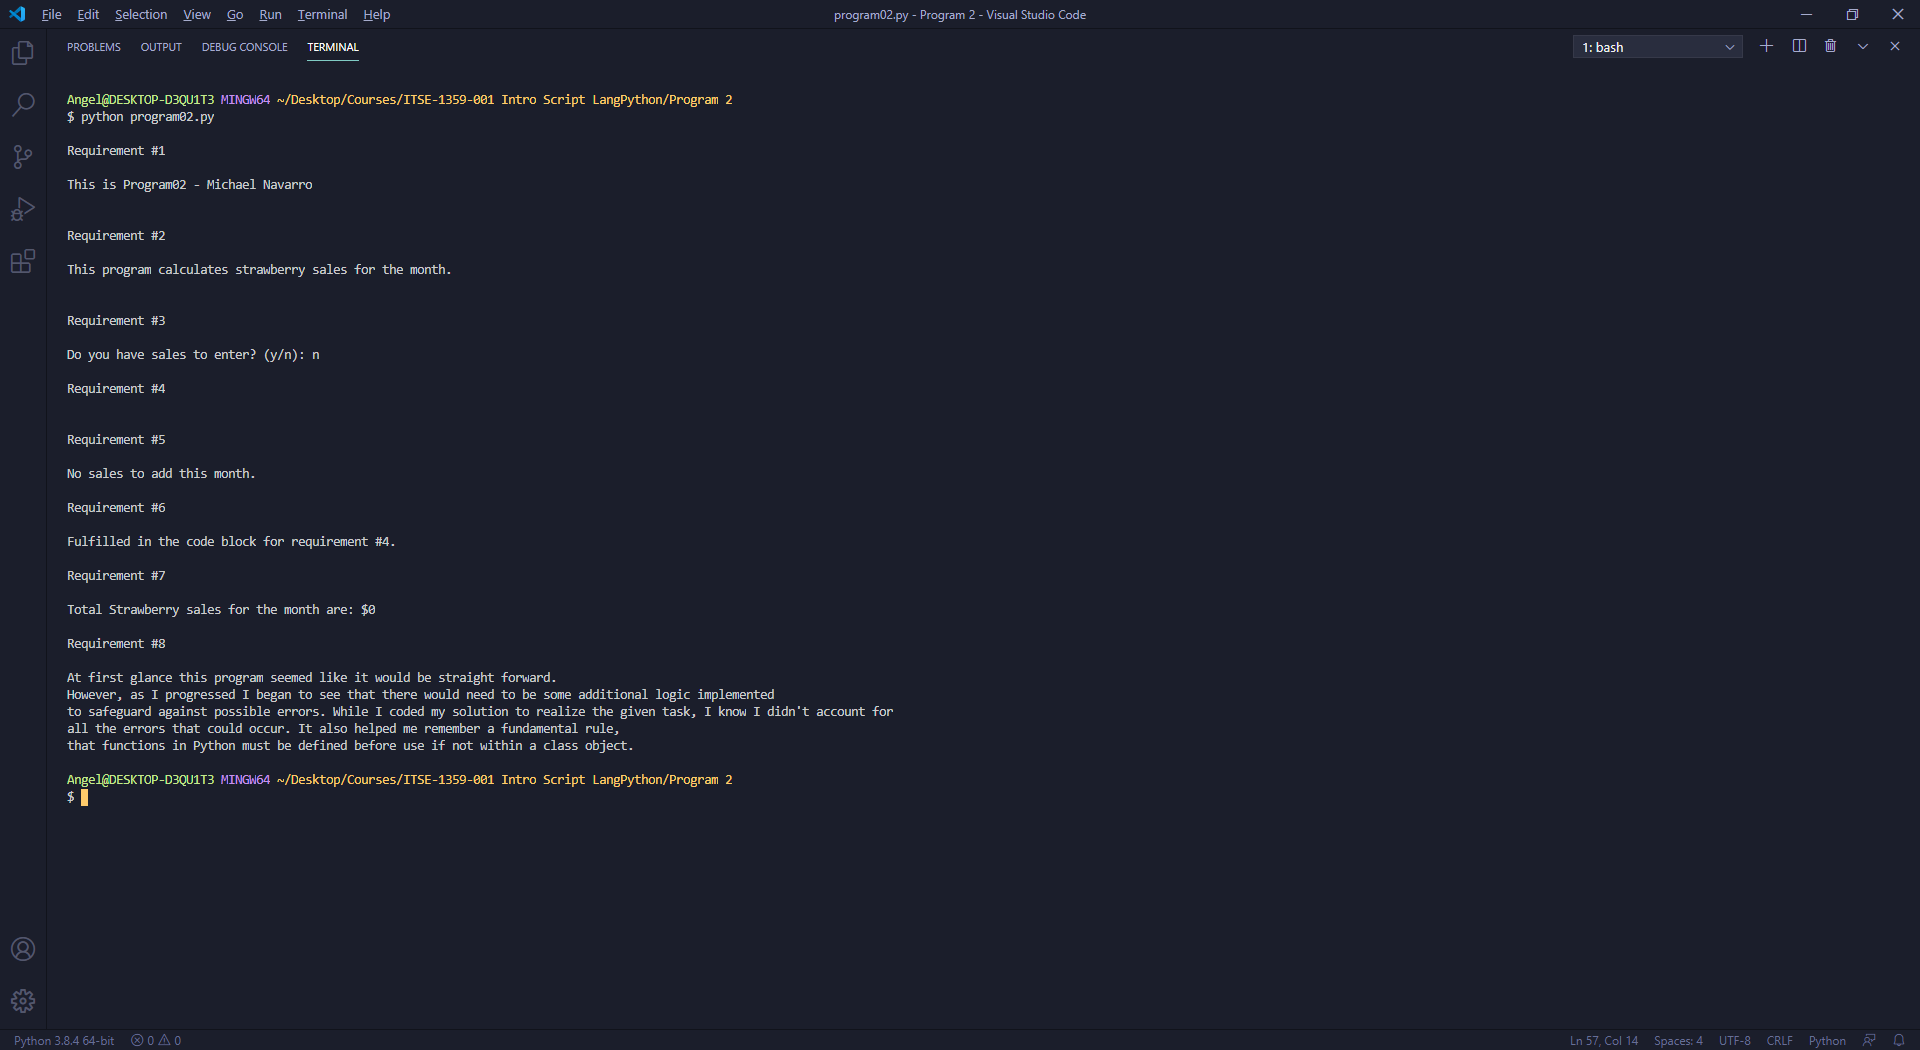 File Edit Selection View Go Run Terminal Help
program02.py - Program 2 - Visual Studio Code
PROBLEMS OUTPUT DEBUG CONSOLE TERMINAL
1: bash
Angel@DESKTOP-D3QU1T3 MINGW64 ~/Desktop/Courses/ITSE-1359-001 Intro Script LangPython/Program 2
$ python program02.py
Requirement #1
This is Program02 - Michael Navarro
Requirement #2
This program calculates strawberry sales for the month.
Requirement #3
Do you have sales to enter? (y/n): n
Requirement #4
Requirement #5
No sales to add this month.
Requirement #6
Fulfilled in the code block for requirement #4.
Requirement #7
Total Strawberry sales for the month are: $0
Requirement #8
At first glance this program seemed like it would be straight forward.
However, as I progressed I began to see that there would need to be some additional logic implemented
to safeguard against possible errors. While I coded my solution to realize the given task, I know I didn't account for
all the errors that could occur. It also helped me remember a fundamental rule,
that functions in Python must be defined before use if not within a class object.
Angel@DESKTOP-D3QU1T3 MINGW64 ~/Desktop/Courses/ITSE-1359-001 Intro Script LangPython/Program 2
$
Python 3.8.4 64-bit 0 0 Ln 57, Col 14 Spaces: 4 UTF-8 CRLF Python